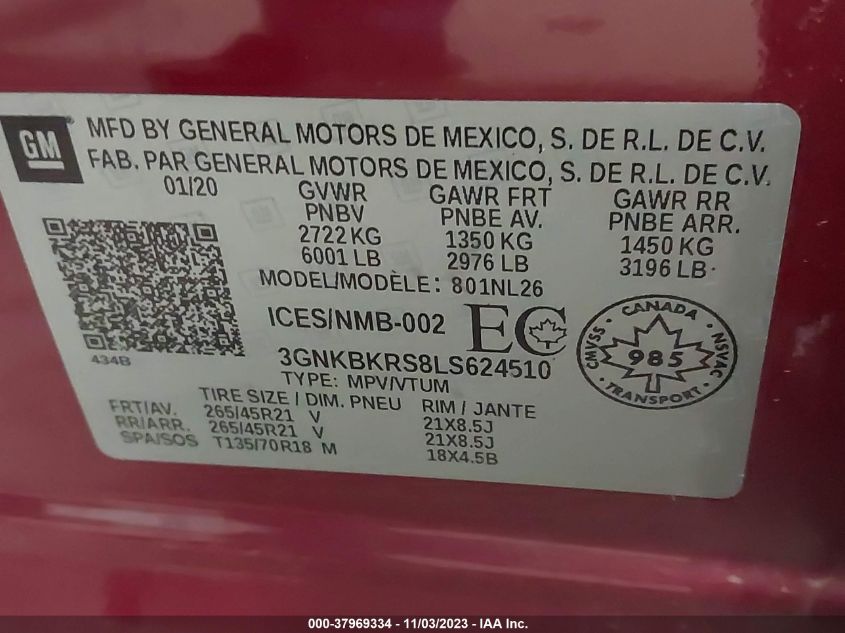 GM
MFD BY GENERAL MOTORS DE MEXICO, S. DE R.L. DE C.V.
FAB. PAR GENERAL MOTORS DE MEXICO, S. DE R.L. DE C.V.
01/20 GVWR GAWR FRT GAWR RR
PNBV PNBE AV. PNBE ARR.
2722 KG 1350 KG 1450 KG
6001 LB 2976 LB 3196 LB
MODEL/MODÈLE: 801NL26
ICES/NMB-002 EC
434B 3GNKBKRS8LS624510
TYPE: MPV/VTUM
CANADA
CMVSS 985 NSVAC
TRANSPORT
TIRE SIZE / DIM. PNEU RIM / JANTE
FRT/AV. 265/45R21 V 21X8.5J
RR/ARR. 265/45R21 V 21X8.5J
SPA/SOS T135/70R18 M 18X4.5B
000-37969334 - 11/03/2023 - IAA Inc.